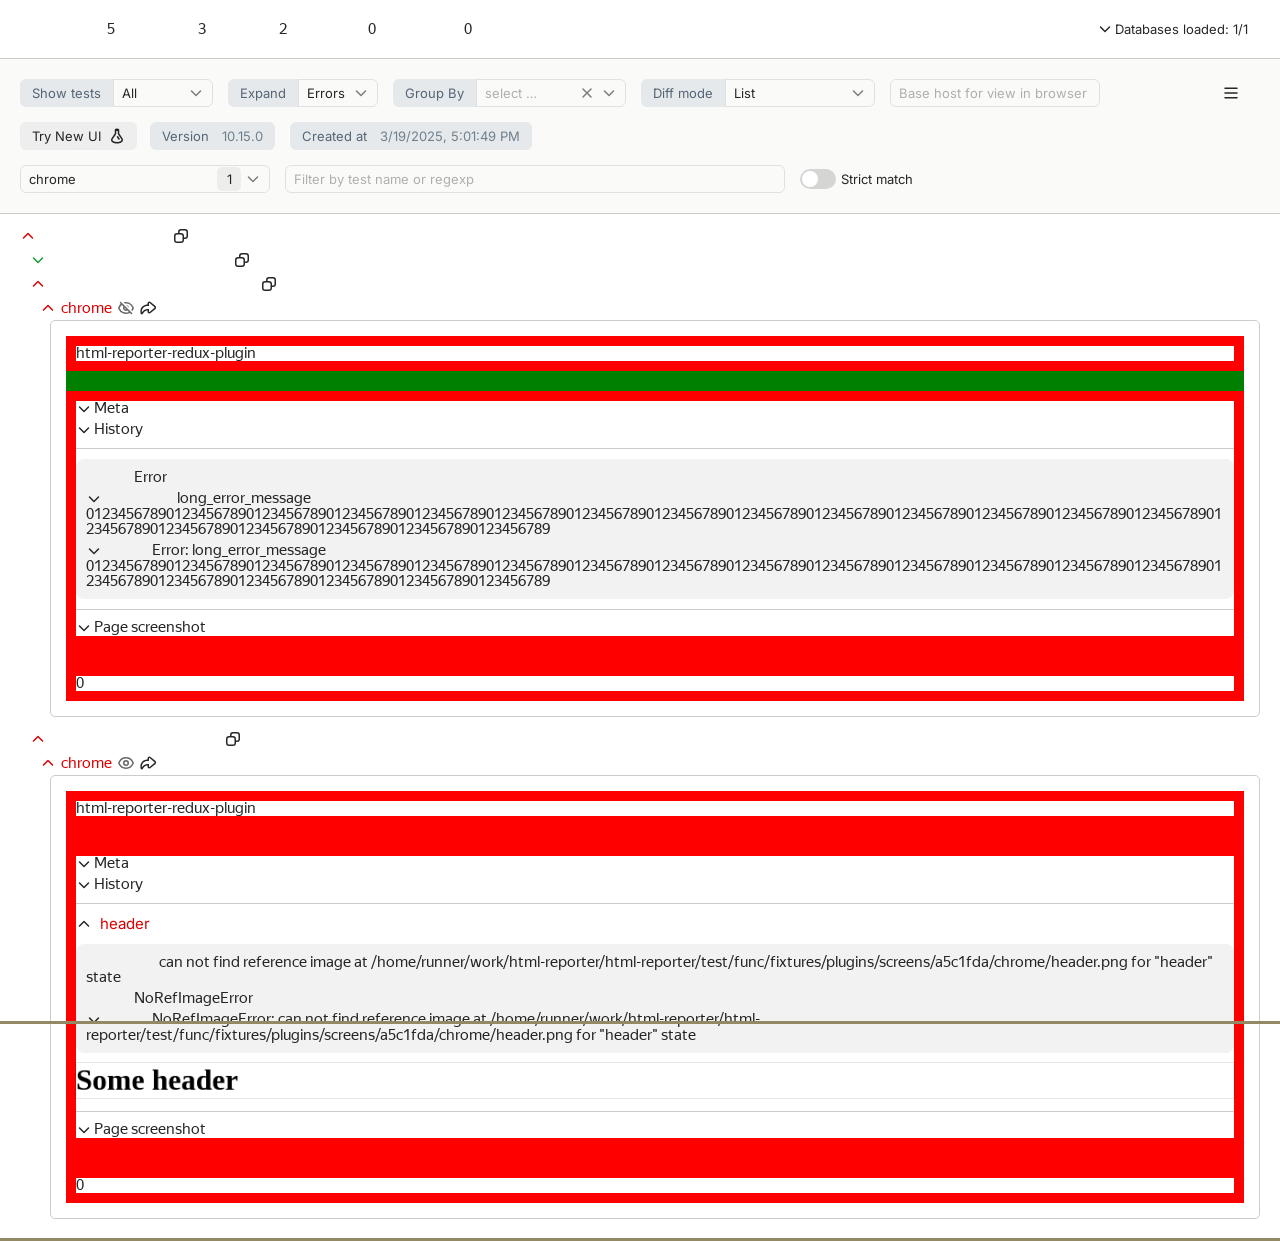 5 3 2 0 0 Databases loaded: 1/1
Show tests All Expand Errors Group By select ... Diff mode List Base host for view in browser
Try New UI Version 10.15.0 Created at 3/19/2025, 5:01:49 PM
chrome 1 Filter by test name or regexp Strict match
chrome
html-reporter-redux-plugin
Meta
History
Error
long_error_message
0123456789012345678901234567890123456789012345678901234567890123456789012345678901234567890123456789012345678901234567890123456789012345678901
2345678901234567890123456789012345678901234567890123456789
Error: long_error_message
0123456789012345678901234567890123456789012345678901234567890123456789012345678901234567890123456789012345678901234567890123456789012345678901
2345678901234567890123456789012345678901234567890123456789
Page screenshot
0
chrome
html-reporter-redux-plugin
Meta
History
header
can not find reference image at /home/runner/work/html-reporter/html-reporter/test/func/fixtures/plugins/screens/a5c1fda/chrome/header.png for "header"
state
NoRefImageError
NoRefImageError: can not find reference image at /home/runner/work/html-reporter/html-
reporter/test/func/fixtures/plugins/screens/a5c1fda/chrome/header.png for "header" state
Some header
Page screenshot
0